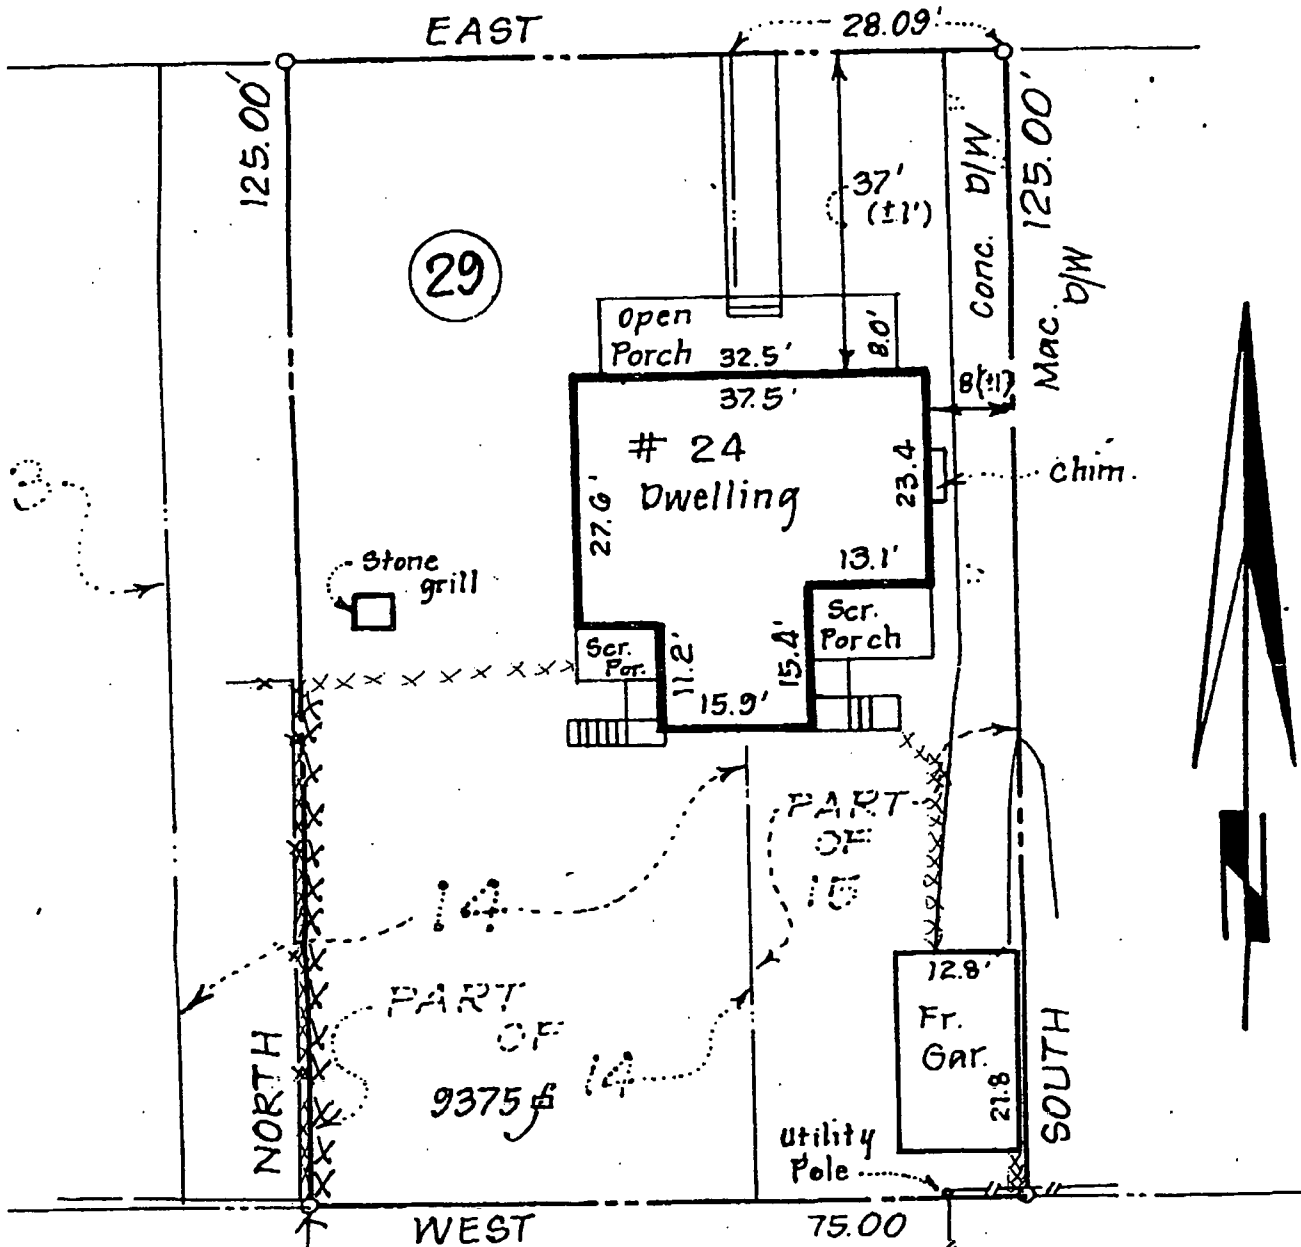 EAST
28.09'
125.00'
125.00'
conc. D/W
Mac. D/W
37'
(±1')
29
Open
Porch
32.5'
8.0'
37.5'
8(±1)
# 24
Dwelling
23.4
chim.
27.6'
13.1'
Stone
grill
Scr.
Porch
Scr.
Por.
11.2'
15.4'
15.9'
PART
OF
15
14
PART
OF
14
9375
12.8'
Fr.
Gar.
21.8
NORTH
SOUTH
Utility
Pole
WEST
75.00
N